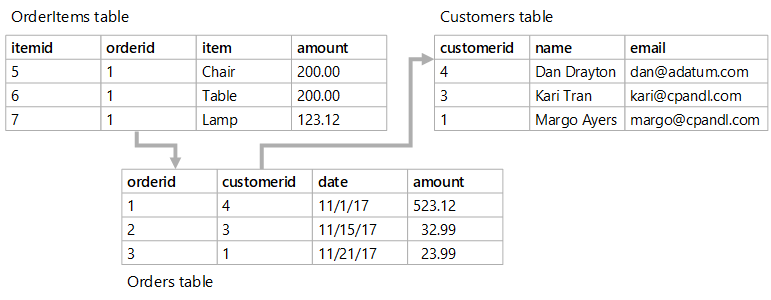 OrderItems table
itemid orderid item amount
5 1 Chair 200.00
6 1 Table 200.00
7 1 Lamp 123.12
Customers table
customerid name email
4 Dan Drayton dan@adatum.com
3 Kari Tran kari@cpandl.com
1 Margo Ayers margo@cpandl.com
orderid customerid date amount
1 4 11/1/17 523.12
2 3 11/15/17 32.99
3 1 11/21/17 23.99
Orders table